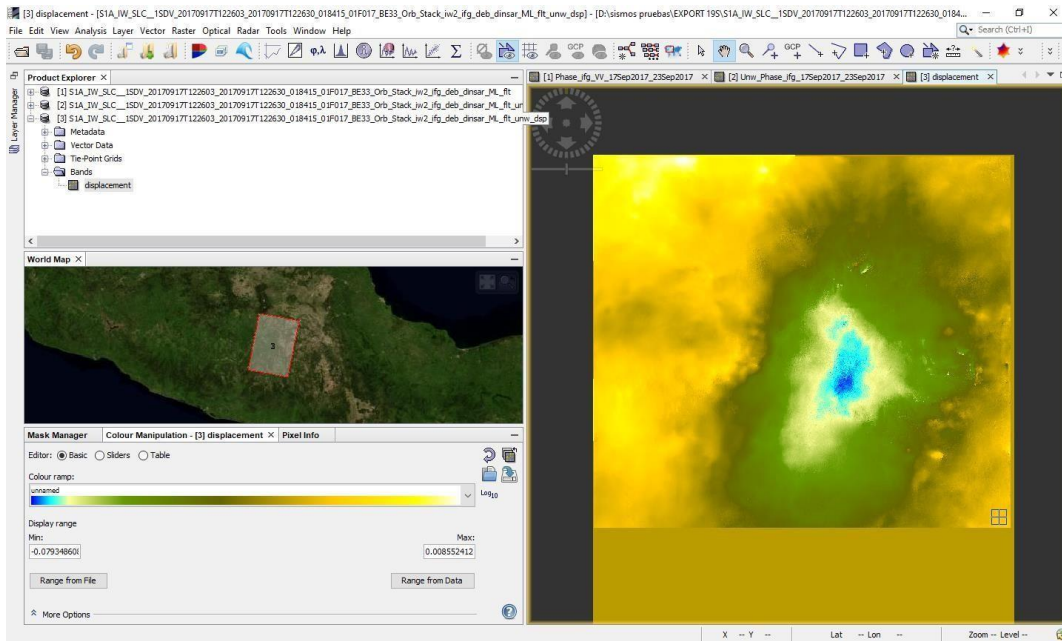 [3] displacement - [S1A_IW_SLC__1SDV_20170917T122603_20170917T122630_018415_01F017_BE33_Orb_Stack_iw2_ifg_deb_dinsar_ML_flt_unw_dsp] - [D:\sismos pruebas\EXPORT 19S\S1A_IW_SLC__1SDV_20170917T122603_20170917T122630_0184...
File Edit View Analysis Layer Vector Raster Optical Radar Tools Window Help
Search (Ctrl+I)
φ,λ
Σ
GCP
GCP
Layer Manager
Product Explorer
[1] S1A_IW_SLC__1SDV_20170917T122603_20170917T122630_018415_01F017_BE33_Orb_Stack_iw2_ifg_deb_dinsar_ML_flt
[2] S1A_IW_SLC__1SDV_20170917T122603_20170917T122630_018415_01F017_BE33_Orb_Stack_iw2_ifg_deb_dinsar_ML_flt_un
[3] S1A_IW_SLC__1SDV_20170917T122603_20170917T122630_018415_01F017_BE33_Orb_Stack_iw2_ifg_deb_dinsar_ML_flt_unw_dsp
Metadata
Vector Data
Tie-Point Grids
Bands
displacement
[1] Phase_ifg_VV_17Sep2017_23Sep2017
[2] Unw_Phase_ifg_17Sep2017_23Sep2017
[3] displacement
World Map
3
Mask Manager
Colour Manipulation - [3] displacement
Pixel Info
Editor: Basic Sliders Table
Colour ramp:
unnamed
Log10
Display range
Min:
Max:
-0.07934860
0.008552412
Range from File
Range from Data
More Options
X -- Y --
Lat -- Lon --
Zoom -- Level --